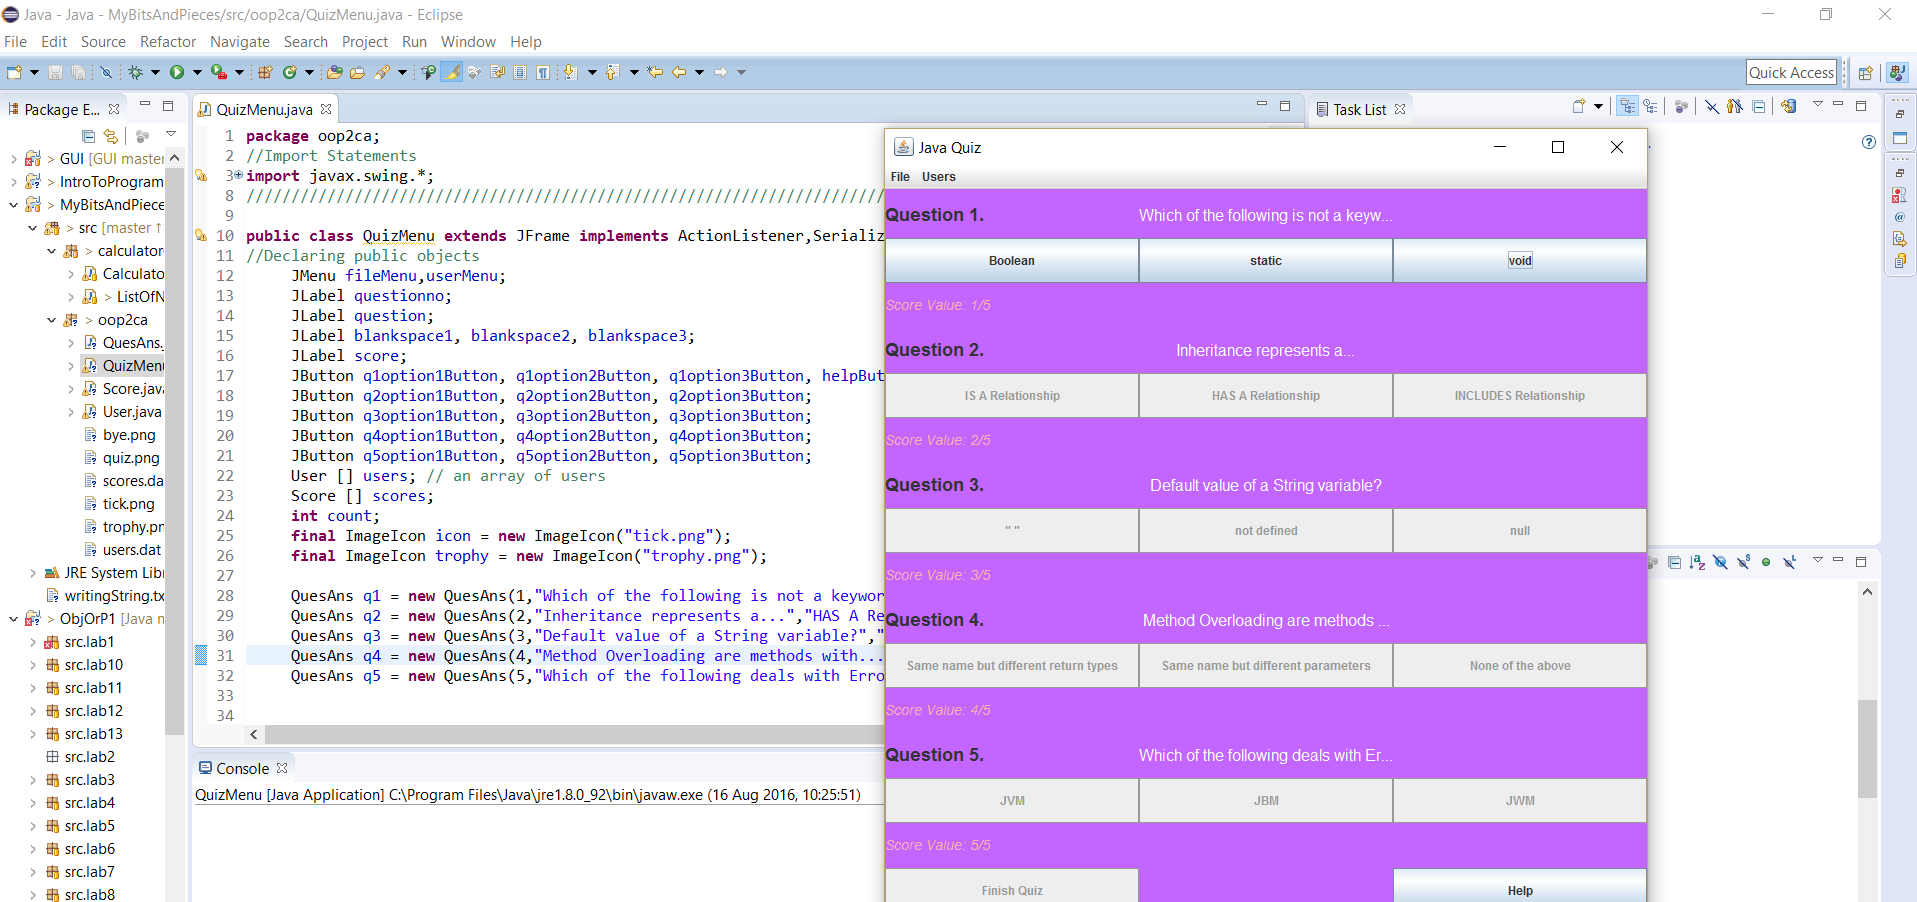 Java - Java - MyBitsAndPieces/src/oop2ca/QuizMenu.java - Eclipse
File Edit Source Refactor Navigate Search Project Run Window Help
Quick Access
Package E...
> GUI [GUI master
> IntroToProgram
> MyBitsAndPiece
> src [master ↑
> calculator
Calculato
> ListOfN
> oop2ca
QuesAns.
QuizMenu
Score.java
User.java
bye.png
quiz.png
scores.da
tick.png
trophy.pn
users.dat
JRE System Libr
writingString.tx
> ObjOrP1 [Java m
src.lab1
src.lab10
src.lab11
src.lab12
src.lab13
src.lab2
src.lab3
src.lab4
src.lab5
src.lab6
src.lab7
src.lab8
QuizMenu.java
1 package oop2ca;
2 //Import Statements
3 import javax.swing.*;
8 ///////////////////////////////////////////////////////////////////////
9
10 public class QuizMenu extends JFrame implements ActionListener,Serializ
11 //Declaring public objects
12 JMenu fileMenu,userMenu;
13 JLabel questionno;
14 JLabel question;
15 JLabel blankspace1, blankspace2, blankspace3;
16 JLabel score;
17 JButton q1option1Button, q1option2Button, q1option3Button, helpBut
18 JButton q2option1Button, q2option2Button, q2option3Button;
19 JButton q3option1Button, q3option2Button, q3option3Button;
20 JButton q4option1Button, q4option2Button, q4option3Button;
21 JButton q5option1Button, q5option2Button, q5option3Button;
22 User [] users; // an array of users
23 Score [] scores;
24 int count;
25 final ImageIcon icon = new ImageIcon("tick.png");
26 final ImageIcon trophy = new ImageIcon("trophy.png");
27
28 QuesAns q1 = new QuesAns(1,"Which of the following is not a keywor
29 QuesAns q2 = new QuesAns(2,"Inheritance represents a...","HAS A Re
30 QuesAns q3 = new QuesAns(3,"Default value of a String variable?","
31 QuesAns q4 = new QuesAns(4,"Method Overloading are methods with...
32 QuesAns q5 = new QuesAns(5,"Which of the following deals with Erro
33
34
Console
QuizMenu [Java Application] C:\Program Files\Java\jre1.8.0_92\bin\javaw.exe (16 Aug 2016, 10:25:51)
Task List
Java Quiz
File Users
Question 1. Which of the following is not a keyw...
Boolean static void
Score Value: 1/5
Question 2. Inheritance represents a...
IS A Relationship HAS A Relationship INCLUDES Relationship
Score Value: 2/5
Question 3. Default value of a String variable?
" " not defined null
Score Value: 3/5
Question 4. Method Overloading are methods ...
Same name but different return types Same name but different parameters None of the above
Score Value: 4/5
Question 5. Which of the following deals with Er...
JVM JBM JWM
Score Value: 5/5
Finish Quiz Help